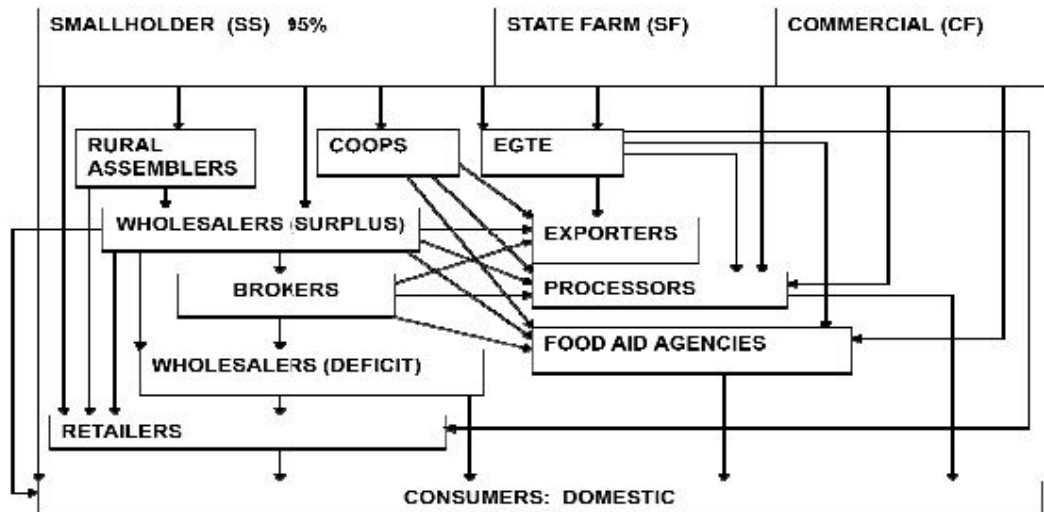 SMALLHOLDER (SS) 95%
STATE FARM (SF)
COMMERCIAL (CF)
RURAL
ASSEMBLERS
COOPS
EGTE
WHOLESALERS (SURPLUS)
EXPORTERS
BROKERS
PROCESSORS
FOOD AID AGENCIES
WHOLESALERS (DEFICIT)
RETAILERS
CONSUMERS: DOMESTIC